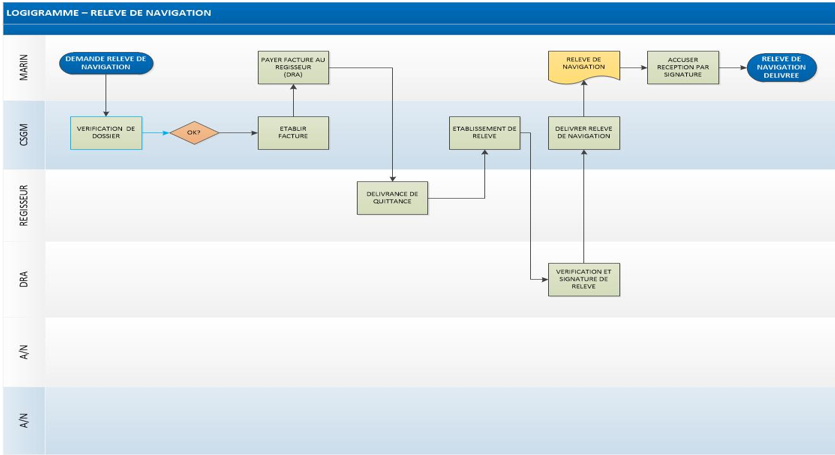 LOGIGRAMME – RELEVE DE NAVIGATION
MARIN
DEMANDE RELEVE DE
NAVIGATION
PAYER FACTURE AU
REGISSEUR
(DRA)
RELEVE DE
NAVIGATION
ACCUSER
RECEPTION PAR
SIGNATURE
RELEVE DE
NAVIGATION
DELIVREE
CSGM
VERIFICATION DE
DOSSIER
OK?
ETABLIR
FACTURE
ETABLISSEMENT DE
RELEVE
DELIVRER RELEVE
DE NAVIGATION
REGISSEUR
DELIVRANCE DE
QUITTANCE
DRA
VERIFICATION ET
SIGNATURE DE
RELEVE
A/N
A/N